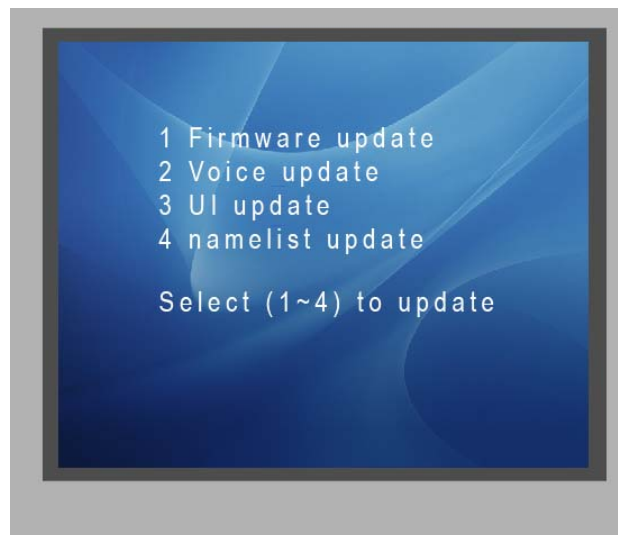 1 Firmware update
2 Voice update
3 UI update
4 namelist update
Select (1~4) to update